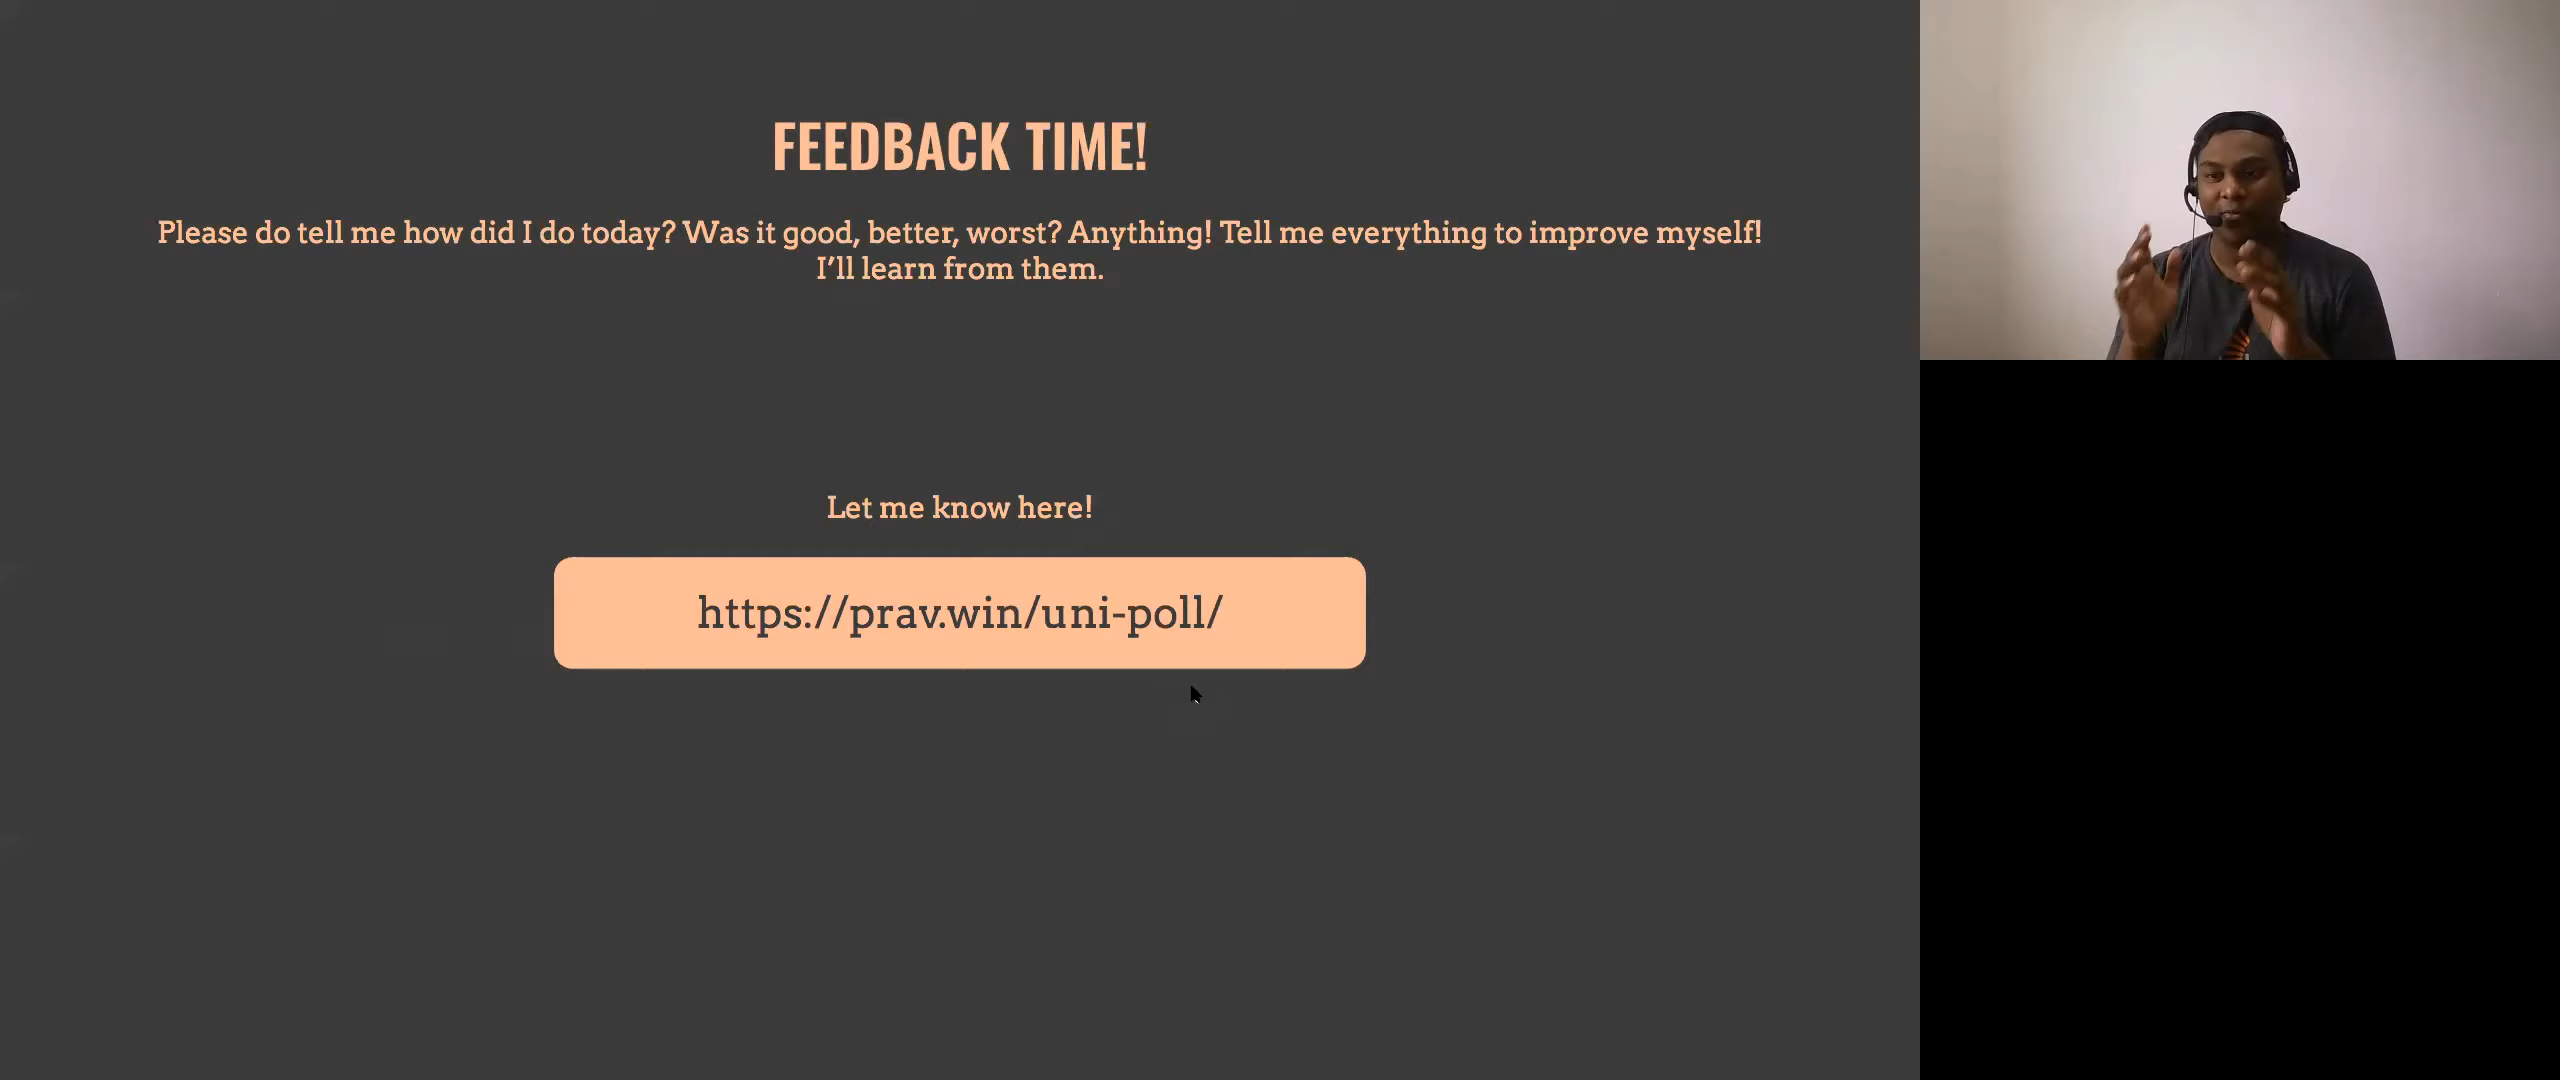 FEEDBACK TIME!
Please do tell me how did I do today? Was it good, better, worst? Anything! Tell me everything to improve myself!
I’ll learn from them.
Let me know here!
https://prav.win/uni-poll/